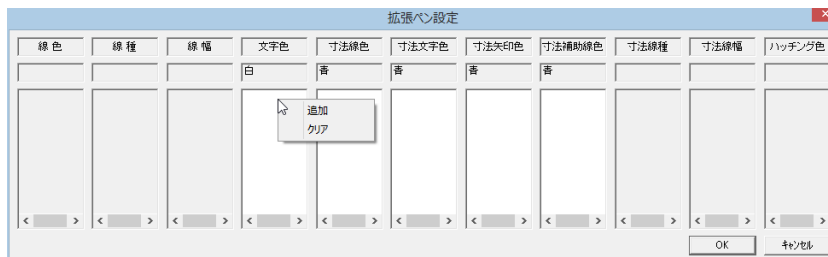 拡張ペン設定
線色 線種 線幅 文字色 寸法線色 寸法文字色 寸法矢印色 寸法補助線色 寸法線種 寸法線幅 ハッチング色
白 青 青 青 青
追加
クリア
OK キャンセル